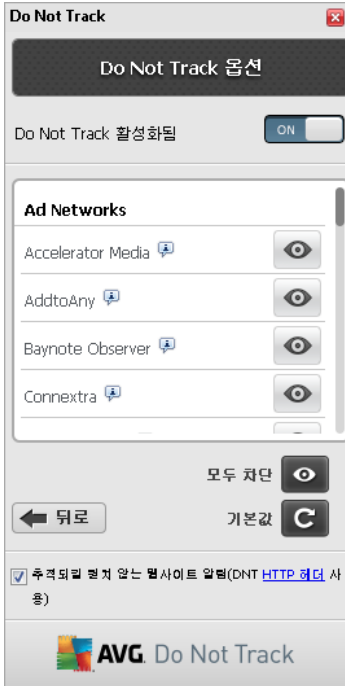 Do Not Track
Do Not Track 옵션
Do Not Track 활성화됨
ON
Ad Networks
Accelerator Media
AddtoAny
Baynote Observer
Connextra
모두 차단
뒤로
기본값
추적되길 원치 않는 웹사이트 알림(DNT HTTP 헤더 사
용)
AVG. Do Not Track